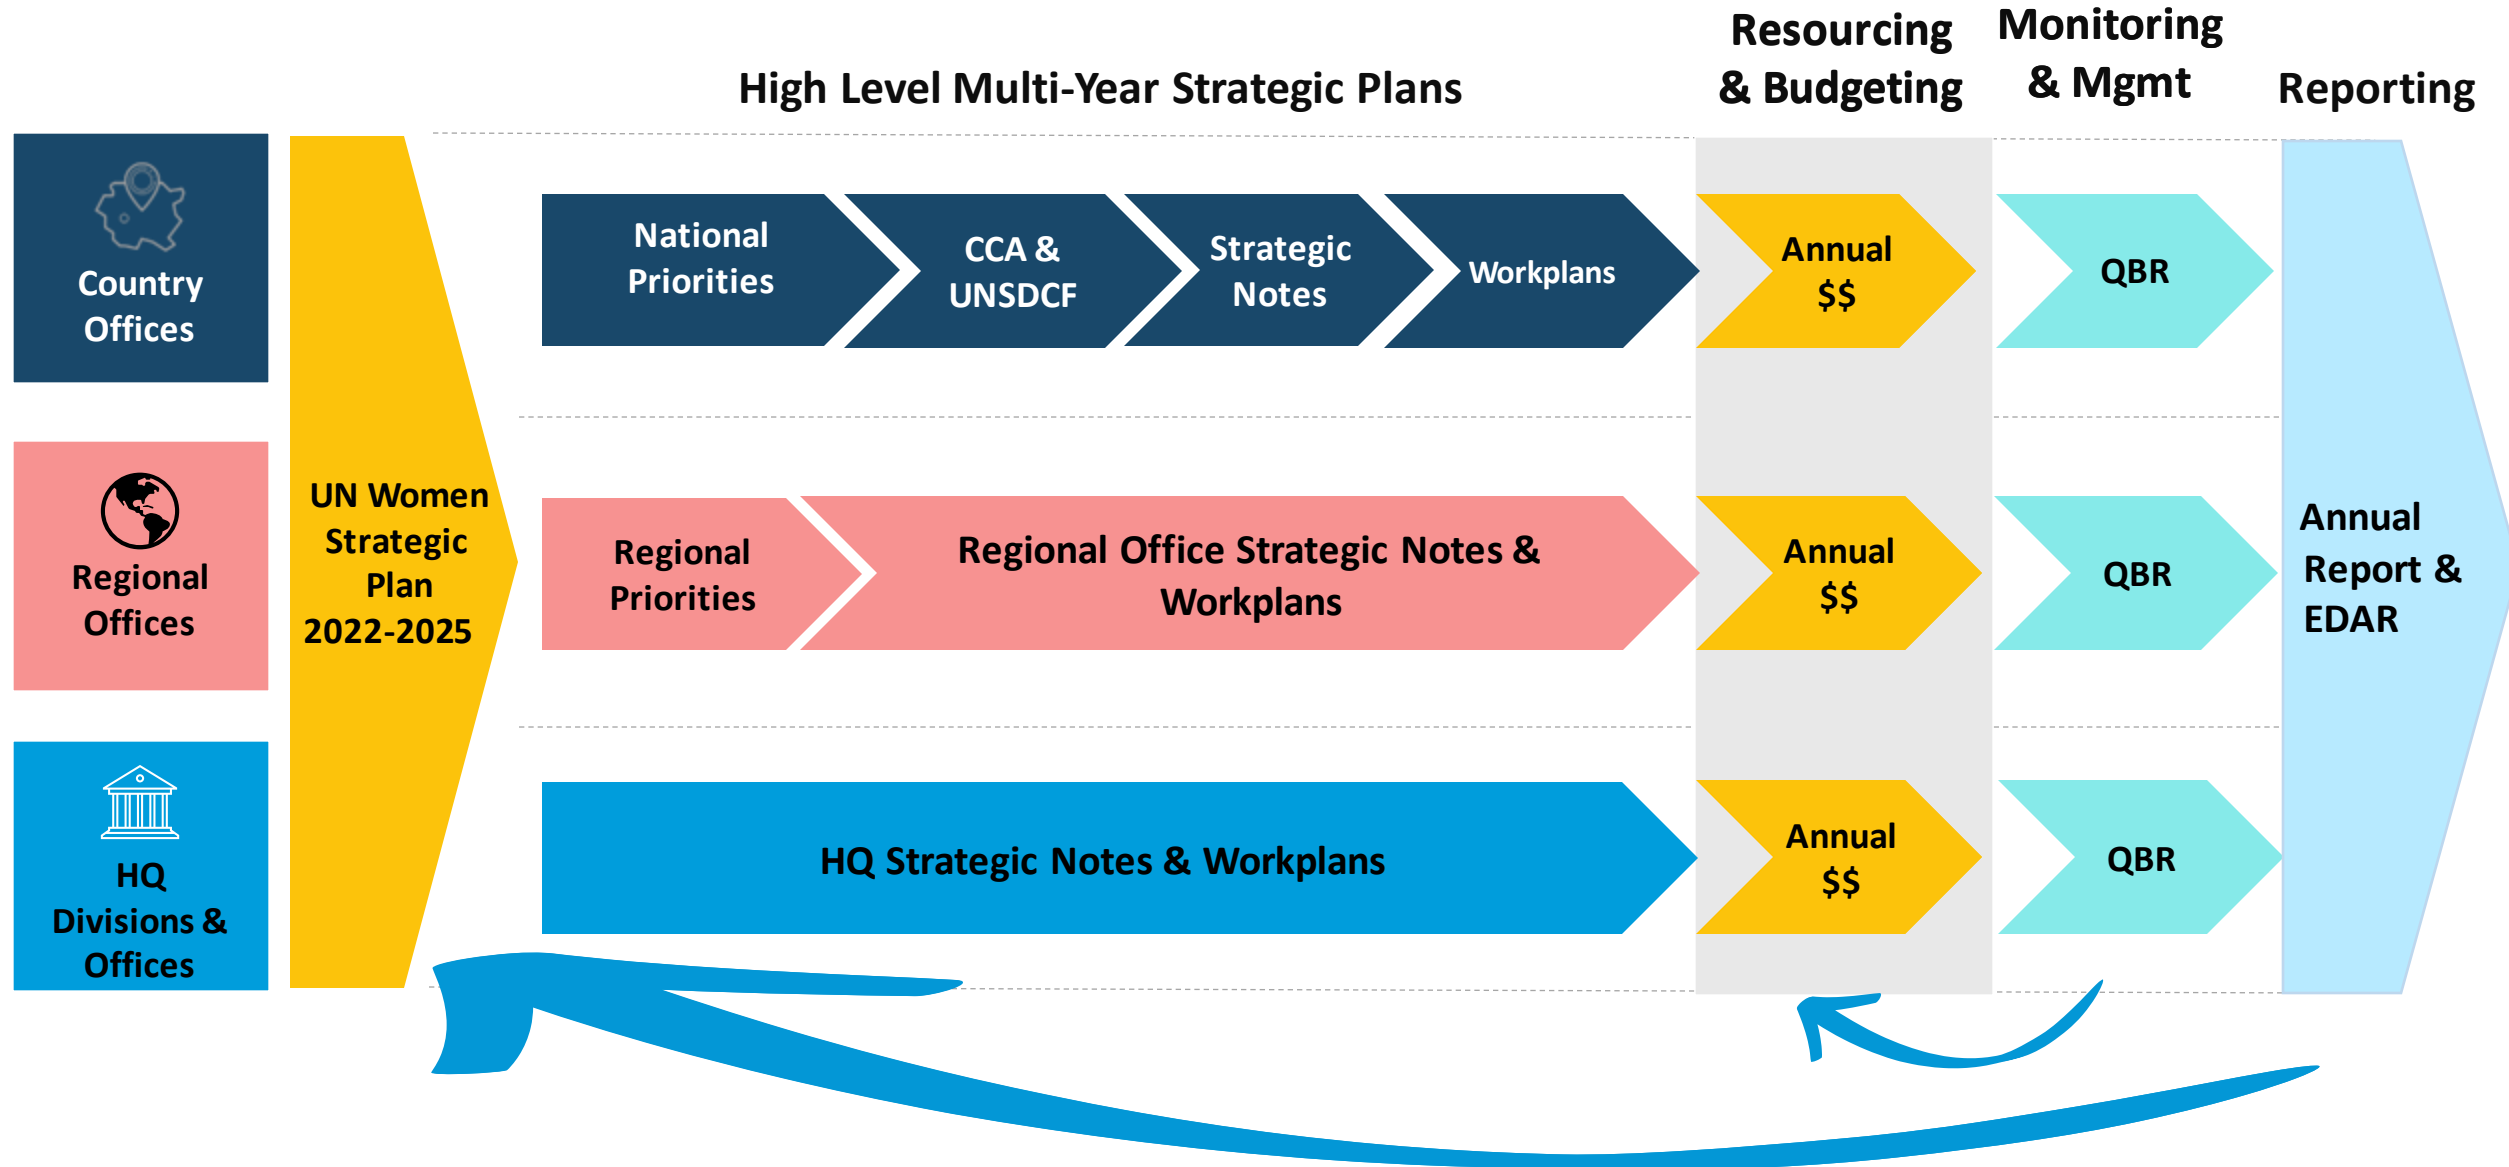 High Level Multi-Year Strategic Plans
Resourcing
& Budgeting
Monitoring
& Mgmt
Reporting
Country
Offices
UN Women
Strategic
Plan
2022-2025
National
Priorities
CCA &
UNSDCF
Strategic
Notes
Workplans
Annual
$$
QBR
Regional
Offices
Regional
Priorities
Regional Office Strategic Notes &
Workplans
Annual
$$
QBR
Annual
Report &
EDAR
HQ
Divisions &
Offices
HQ Strategic Notes & Workplans
Annual
$$
QBR